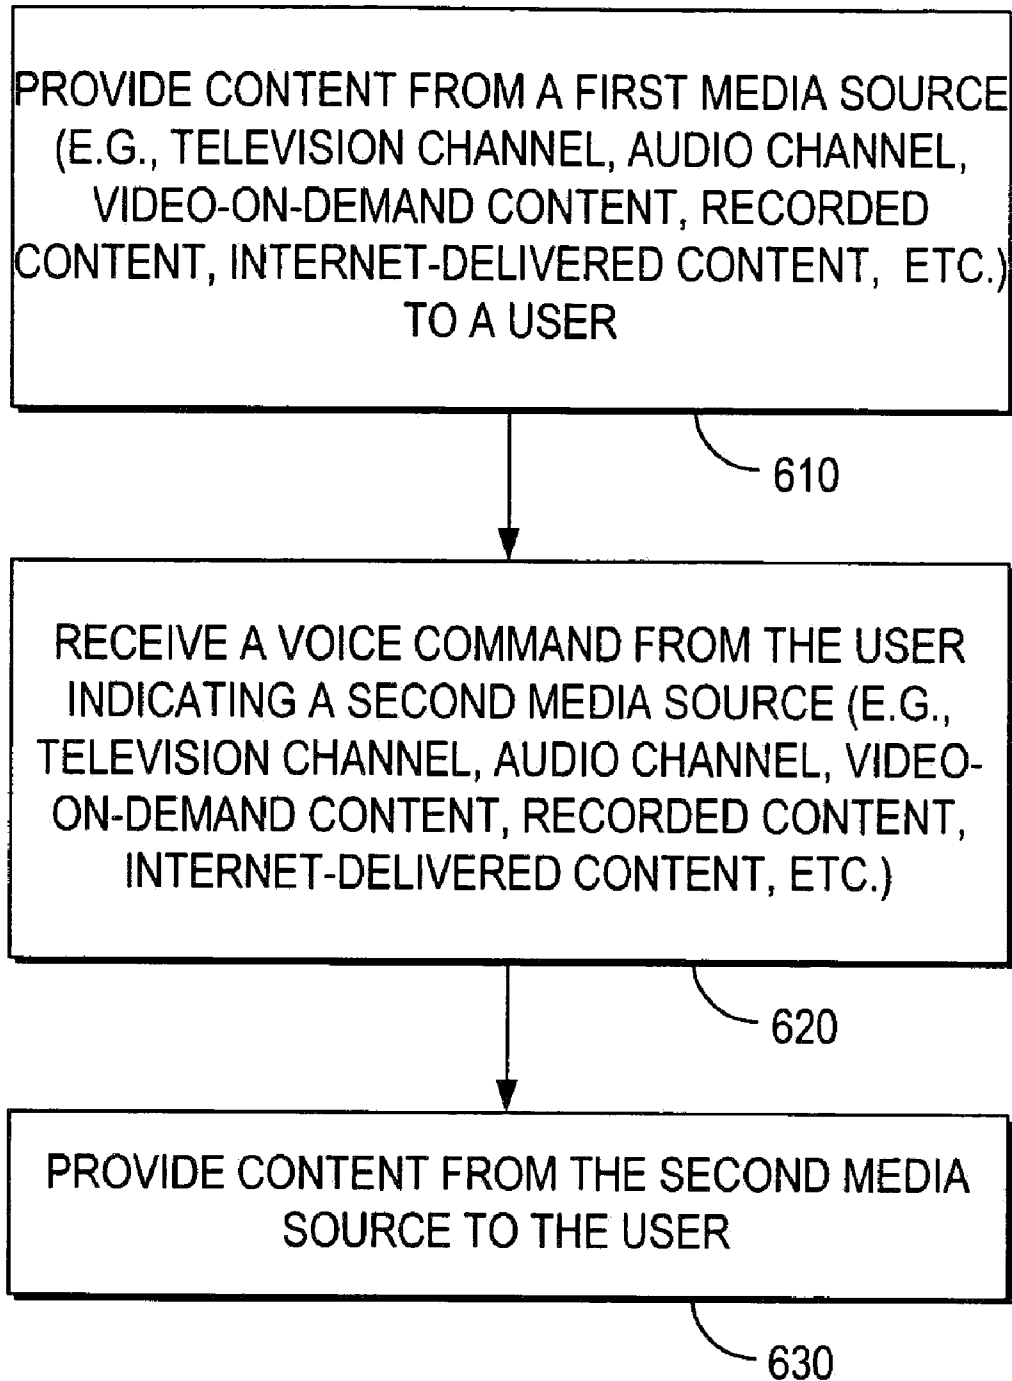 PROVIDE CONTENT FROM A FIRST MEDIA SOURCE
(E.G., TELEVISION CHANNEL, AUDIO CHANNEL,
VIDEO-ON-DEMAND CONTENT, RECORDED
CONTENT, INTERNET-DELIVERED CONTENT, ETC.)
TO A USER
610
RECEIVE A VOICE COMMAND FROM THE USER
INDICATING A SECOND MEDIA SOURCE (E.G.,
TELEVISION CHANNEL, AUDIO CHANNEL, VIDEO-
ON-DEMAND CONTENT, RECORDED CONTENT,
INTERNET-DELIVERED CONTENT, ETC.)
620
PROVIDE CONTENT FROM THE SECOND MEDIA
SOURCE TO THE USER
630